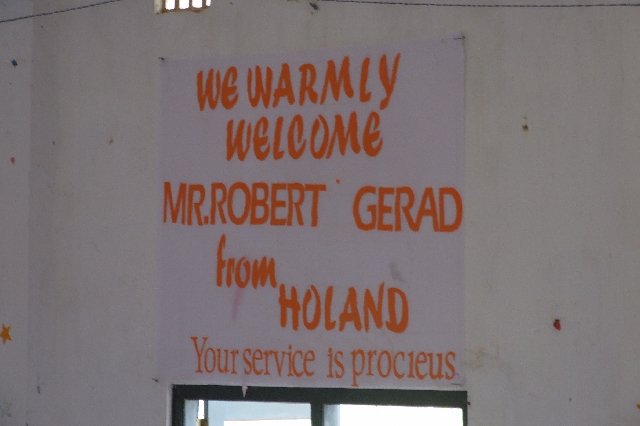 WE WARMLY
WELCOME
MR.ROBERT GERAD
from
HOLAND
Your service is procieus